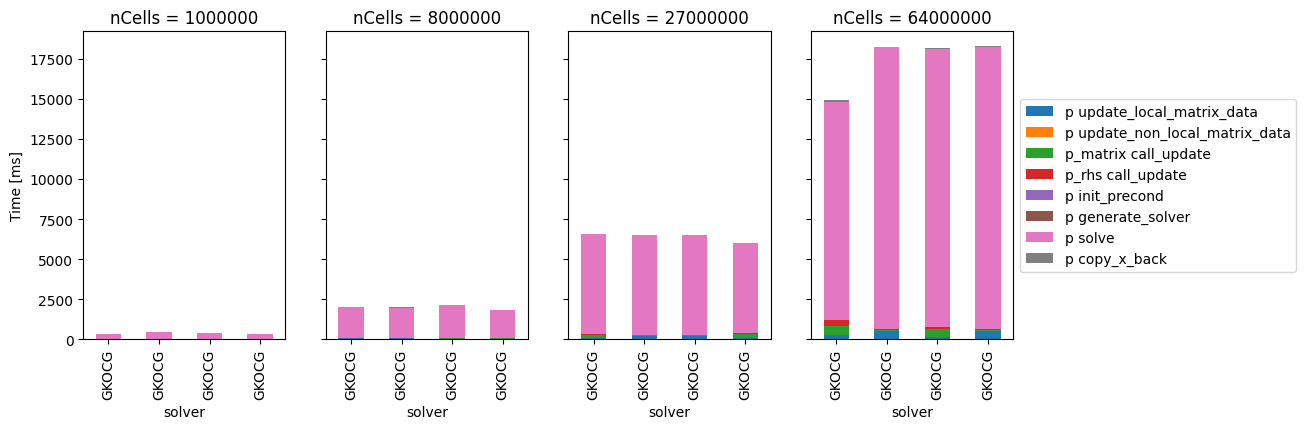 nCells = 1000000
nCells = 8000000
nCells = 27000000
nCells = 64000000
Time [ms]
17500
15000
12500
10000
7500
5000
2500
0
GKOCG
GKOCG
GKOCG
GKOCG
solver
GKOCG
GKOCG
GKOCG
GKOCG
solver
GKOCG
GKOCG
GKOCG
GKOCG
solver
GKOCG
GKOCG
GKOCG
GKOCG
solver
p update_local_matrix_data
p update_non_local_matrix_data
p_matrix call_update
p_rhs call_update
p init_precond
p generate_solver
p solve
p copy_x_back